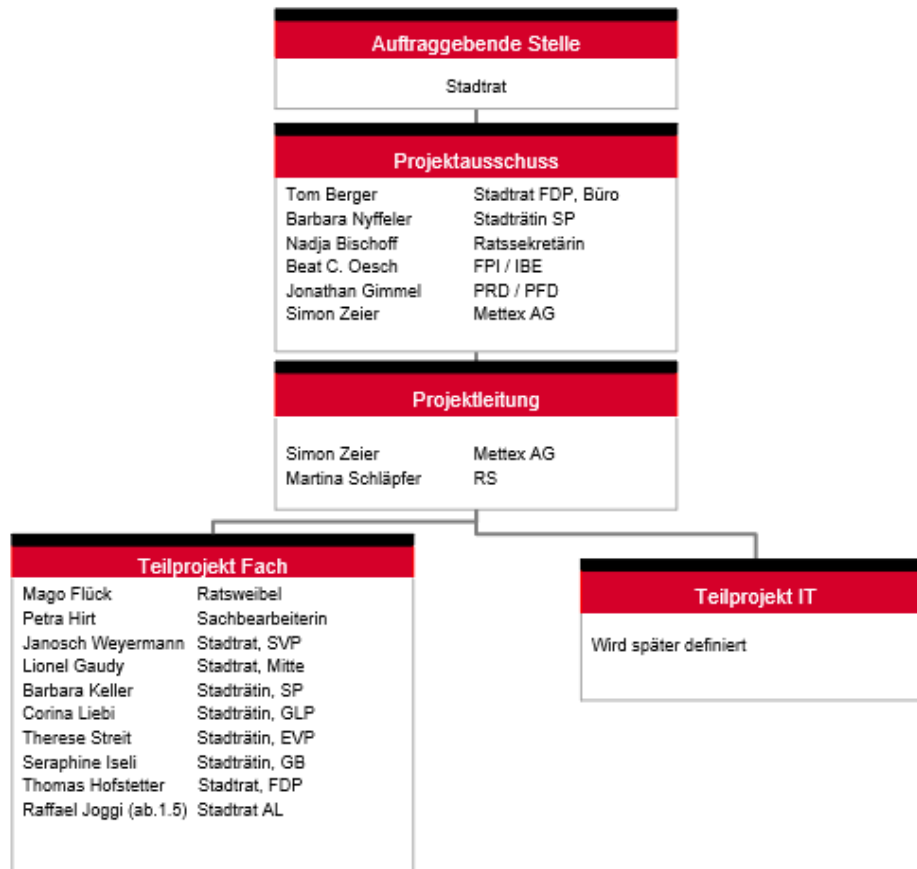 Auftraggebende Stelle
Stadtrat
Projektausschuss
Tom Berger Stadtrat FDP, Büro
Barbara Nyffeler Stadträtin SP
Nadja Bischoff Ratssekretärin
Beat C. Oesch FPI / IBE
Jonathan Gimmel PRD / PFD
Simon Zeier Mettex AG
Projektleitung
Simon Zeier Mettex AG
Martina Schläpfer RS
Teilprojekt Fach
Mago Flück Ratsweibel
Petra Hirt Sachbearbeiterin
Janosch Weyermann Stadtrat, SVP
Lionel Gaudy Stadtrat, Mitte
Barbara Keller Stadträtin, SP
Corina Liebi Stadträtin, GLP
Therese Streit Stadträtin, EVP
Seraphine Iseli Stadträtin, GB
Thomas Hofstetter Stadtrat, FDP
Raffael Joggi (ab.1.5) Stadtrat AL
Teilprojekt IT
Wird später definiert